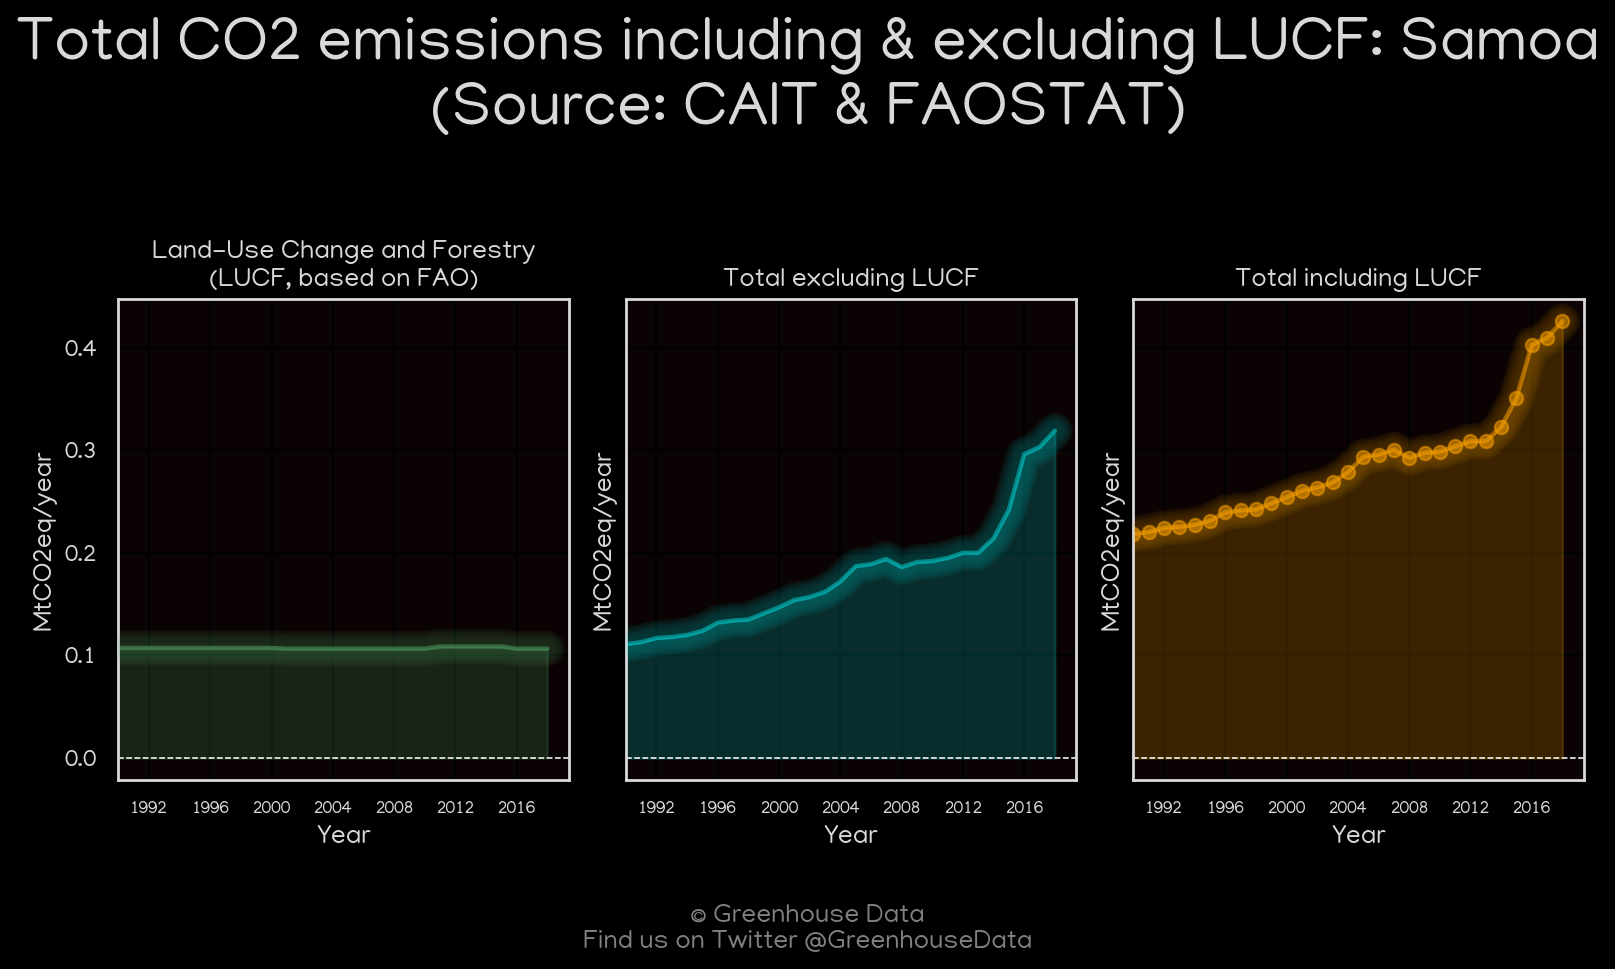 Total CO2 emissions including & excluding LUCF: Samoa
(Source: CAIT & FAOSTAT)
Land-Use Change and Forestry
(LUCF, based on FAO)
Total excluding LUCF
Total including LUCF
0.4
0.3
0.2
0.1
0.0
MtCO2eq/year
MtCO2eq/year
MtCO2eq/year
1992 1996 2000 2004 2008 2012 2016
1992 1996 2000 2004 2008 2012 2016
1992 1996 2000 2004 2008 2012 2016
Year
Year
Year
© Greenhouse Data
Find us on Twitter @GreenhouseData